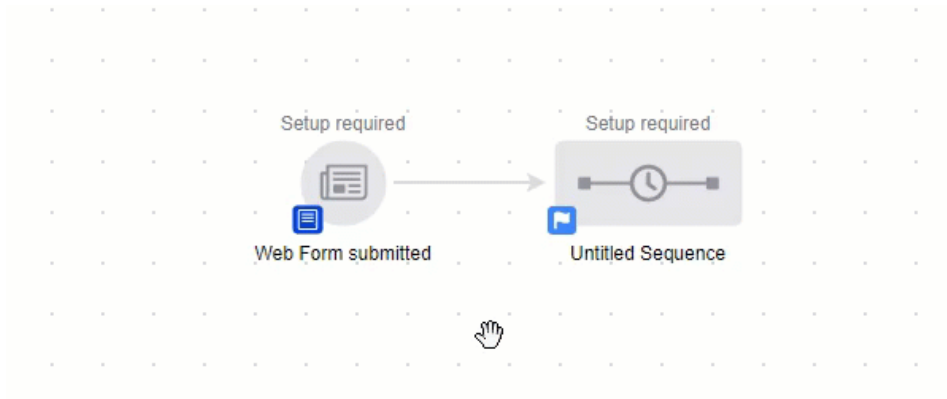 Setup required
Setup required
Web Form submitted
Untitled Sequence